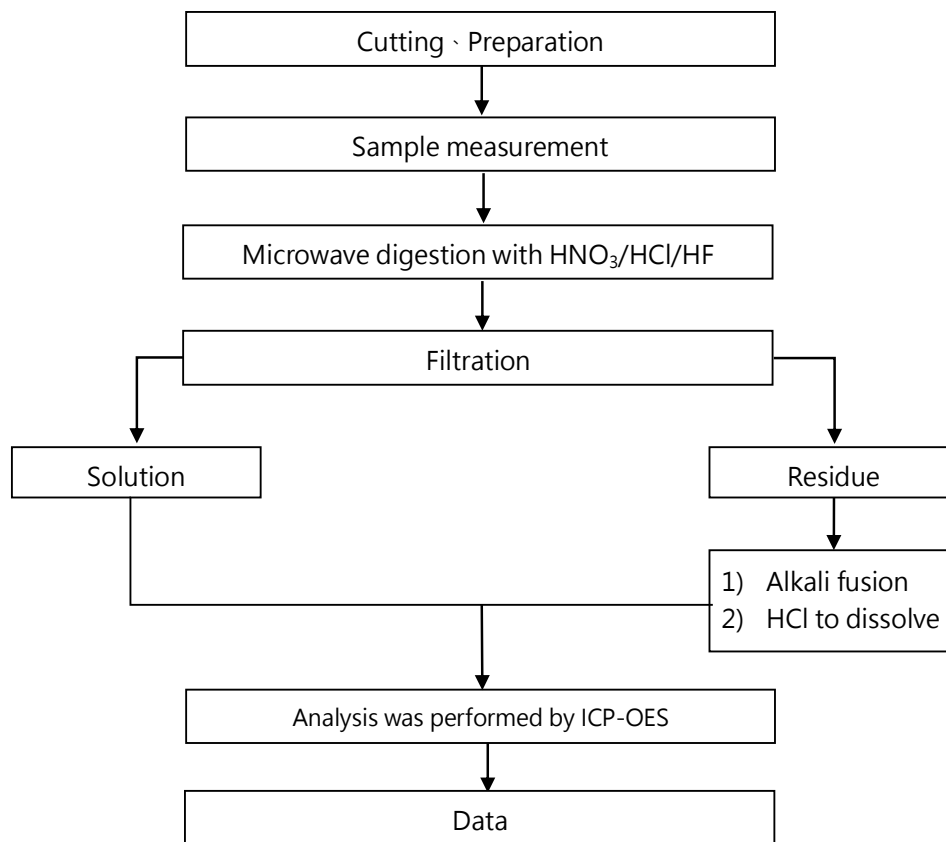 Cutting、Preparation
Sample measurement
Microwave digestion with HNO₃/HCl/HF
Filtration
Solution
Residue
1) Alkali fusion
2) HCl to dissolve
Analysis was performed by ICP-OES
Data